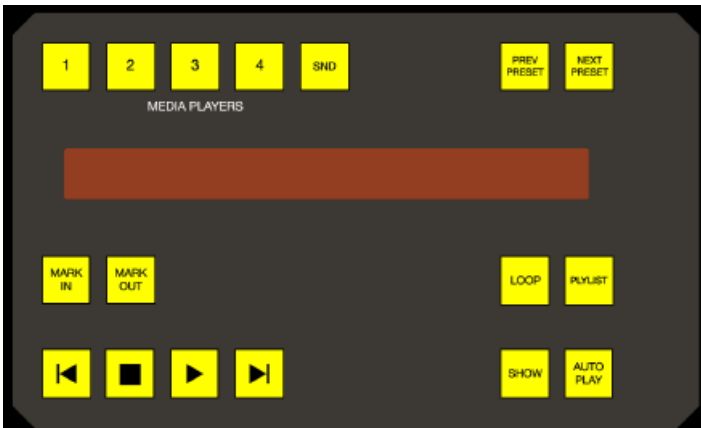 1 2 3 4 SND PREV PRESET NEXT PRESET
MEDIA PLAYERS
MARK IN MARK OUT LOOP PLYLIST
SHOW AUTO PLAY